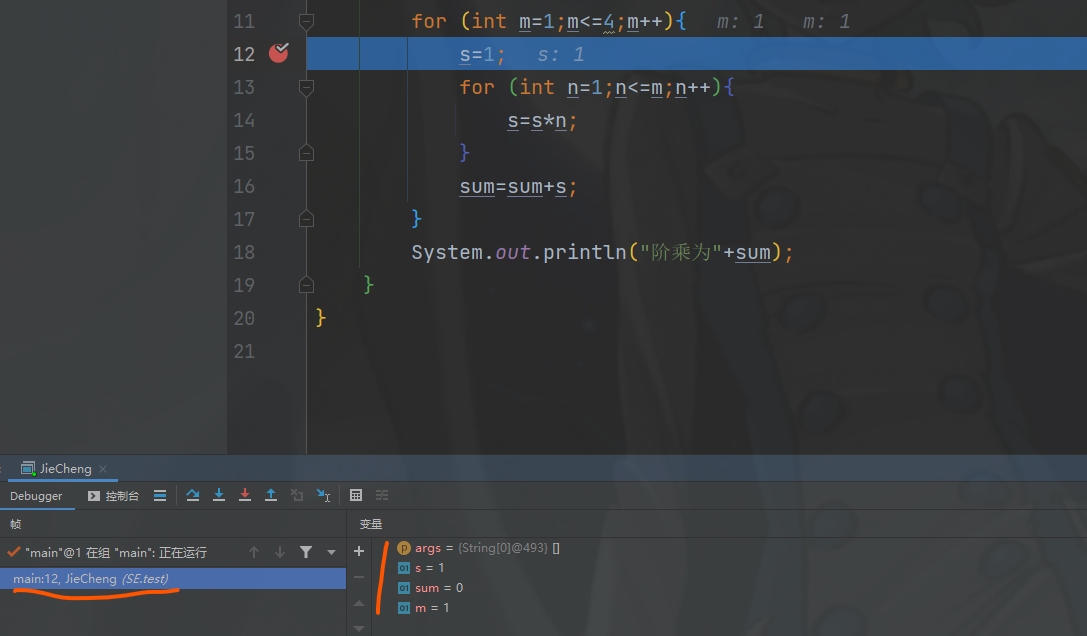 11 for (int m=1;m<=4;m++){ m: 1 m: 1
12 s=1; s: 1
13 for (int n=1;n<=m;n++){
14 s=s*n;
15 }
16 sum=sum+s;
17 }
18 System.out.println("阶乘为"+sum);
19 }
20 }
21
JieCheng
Debugger 控制台
帧
变量
"main"@1 在组 "main": 正在运行
main:12, JieCheng (SE.test)
args = {String[0]@493} []
s = 1
sum = 0
m = 1